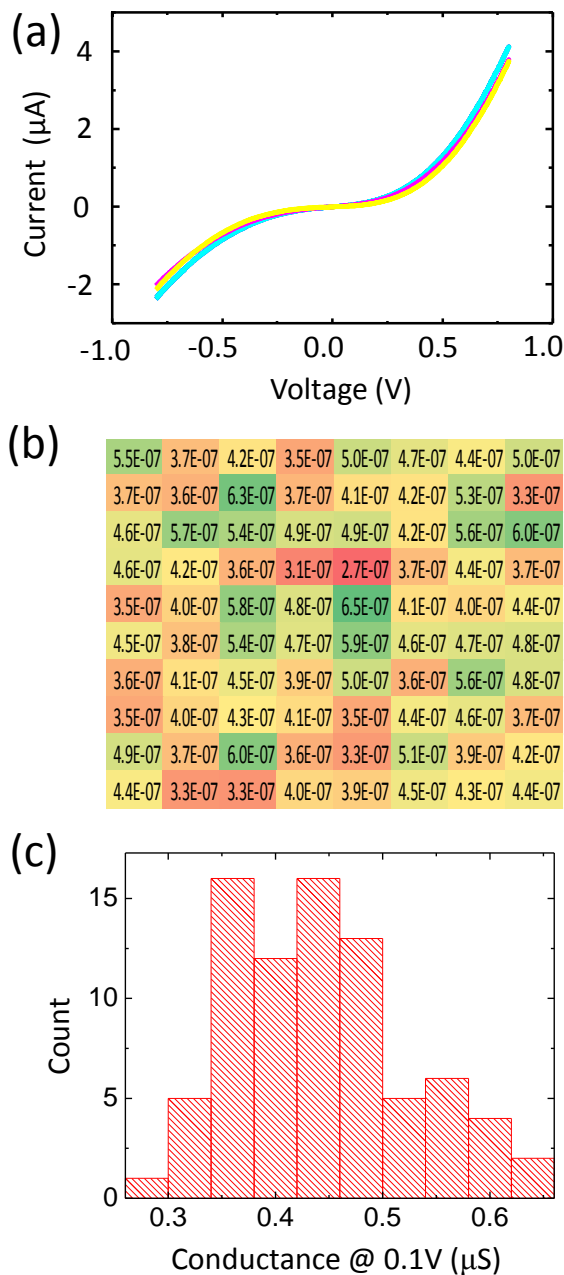 (a)
4
2
0
-2
Current (μA)
-1.0 -0.5 0.0 0.5 1.0
Voltage (V)
(b)
5.5E-07 3.7E-07 4.2E-07 3.5E-07 5.0E-07 4.7E-07 4.4E-07 5.0E-07
3.7E-07 3.6E-07 6.3E-07 3.7E-07 4.1E-07 4.2E-07 5.3E-07 3.3E-07
4.6E-07 5.7E-07 5.4E-07 4.9E-07 4.9E-07 4.2E-07 5.6E-07 6.0E-07
4.6E-07 4.2E-07 3.6E-07 3.1E-07 2.7E-07 3.7E-07 4.4E-07 3.7E-07
3.5E-07 4.0E-07 5.8E-07 4.8E-07 6.5E-07 4.1E-07 4.0E-07 4.4E-07
4.5E-07 3.8E-07 5.4E-07 4.7E-07 5.9E-07 4.6E-07 4.7E-07 4.8E-07
3.6E-07 4.1E-07 4.5E-07 3.9E-07 5.0E-07 3.6E-07 5.6E-07 4.8E-07
3.5E-07 4.0E-07 4.3E-07 4.1E-07 3.5E-07 4.4E-07 4.6E-07 3.7E-07
4.9E-07 3.7E-07 6.0E-07 3.6E-07 3.3E-07 5.1E-07 3.9E-07 4.2E-07
4.4E-07 3.3E-07 3.3E-07 4.0E-07 3.9E-07 4.5E-07 4.3E-07 4.4E-07
(c)
15
10
5
0
Count
0.3 0.4 0.5 0.6
Conductance @ 0.1V (μS)